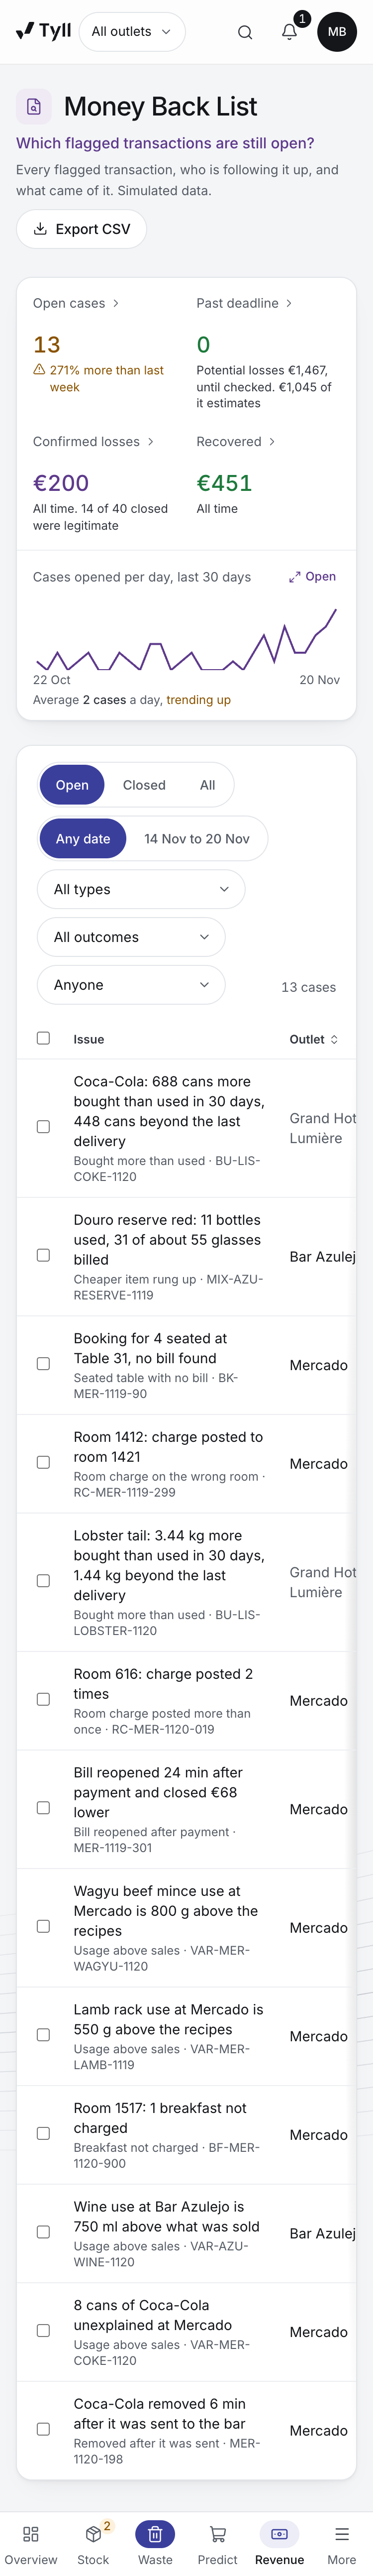 Tyll
All outlets
1
MB
Money Back List
Which flagged transactions are still open?
Every flagged transaction, who is following it up, and
what came of it. Simulated data.
Export CSV
Open cases
Past deadline
13
0
271% more than last
week
Potential losses €1,467,
until checked. €1,045 of
it estimates
Confirmed losses
Recovered
€200
€451
All time. 14 of 40 closed
were legitimate
All time
Cases opened per day, last 30 days
Open
22 Oct
20 Nov
Average 2 cases a day, trending up
Open
Closed
All
Any date
14 Nov to 20 Nov
All types
All outcomes
Anyone
13 cases
Issue
Outlet
Coca-Cola: 688 cans more
bought than used in 30 days,
448 cans beyond the last
delivery
Bought more than used · BU-LIS-
COKE-1120
Grand Hot
Lumière
Douro reserve red: 11 bottles
used, 31 of about 55 glasses
billed
Cheaper item rung up · MIX-AZU-
RESERVE-1119
Bar Azulej
Booking for 4 seated at
Table 31, no bill found
Seated table with no bill · BK-
MER-1119-90
Mercado
Room 1412: charge posted to
room 1421
Room charge on the wrong room ·
RC-MER-1119-299
Mercado
Lobster tail: 3.44 kg more
bought than used in 30 days,
1.44 kg beyond the last
delivery
Bought more than used · BU-LIS-
LOBSTER-1120
Grand Hot
Lumière
Room 616: charge posted 2
times
Room charge posted more than
once · RC-MER-1120-019
Mercado
Bill reopened 24 min after
payment and closed €68
lower
Bill reopened after payment ·
MER-1119-301
Mercado
Wagyu beef mince use at
Mercado is 800 g above the
recipes
Usage above sales · VAR-MER-
WAGYU-1120
Mercado
Lamb rack use at Mercado is
550 g above the recipes
Usage above sales · VAR-MER-
LAMB-1119
Mercado
Room 1517: 1 breakfast not
charged
Breakfast not charged · BF-MER-
1120-900
Mercado
Wine use at Bar Azulejo is
750 ml above what was sold
Usage above sales · VAR-AZU-
WINE-1120
Bar Azulej
8 cans of Coca-Cola
unexplained at Mercado
Usage above sales · VAR-MER-
COKE-1120
Mercado
Coca-Cola removed 6 min
after it was sent to the bar
Removed after it was sent · MER-
1120-198
Mercado
2
Overview
Stock
Waste
Predict
Revenue
More